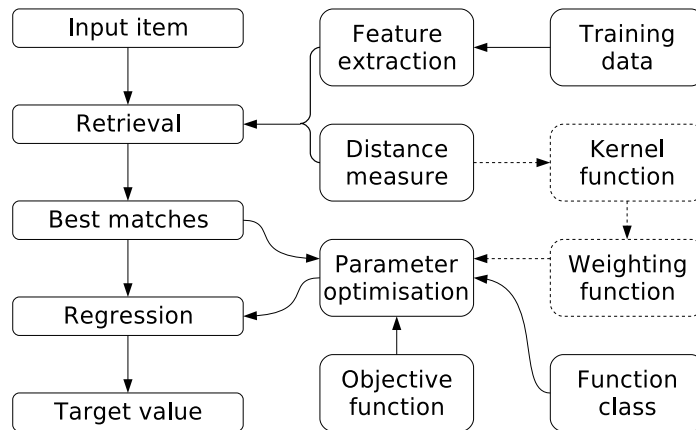 Input item
Feature
extraction
Training
data
Retrieval
Distance
measure
Kernel
function
Best matches
Parameter
optimisation
Weighting
function
Regression
Objective
function
Function
class
Target value